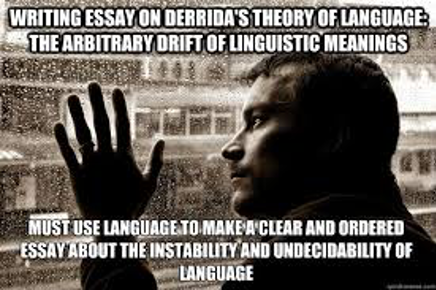 WRITING ESSAY ON DERRIDA'S THEORY OF LANGUAGE:
THE ARBITRARY DRIFT OF LINGUISTIC MEANINGS
MUST USE LANGUAGE TO MAKE A CLEAR AND ORDERED
ESSAY ABOUT THE INSTABILITY AND UNDECIDABILITY OF
LANGUAGE